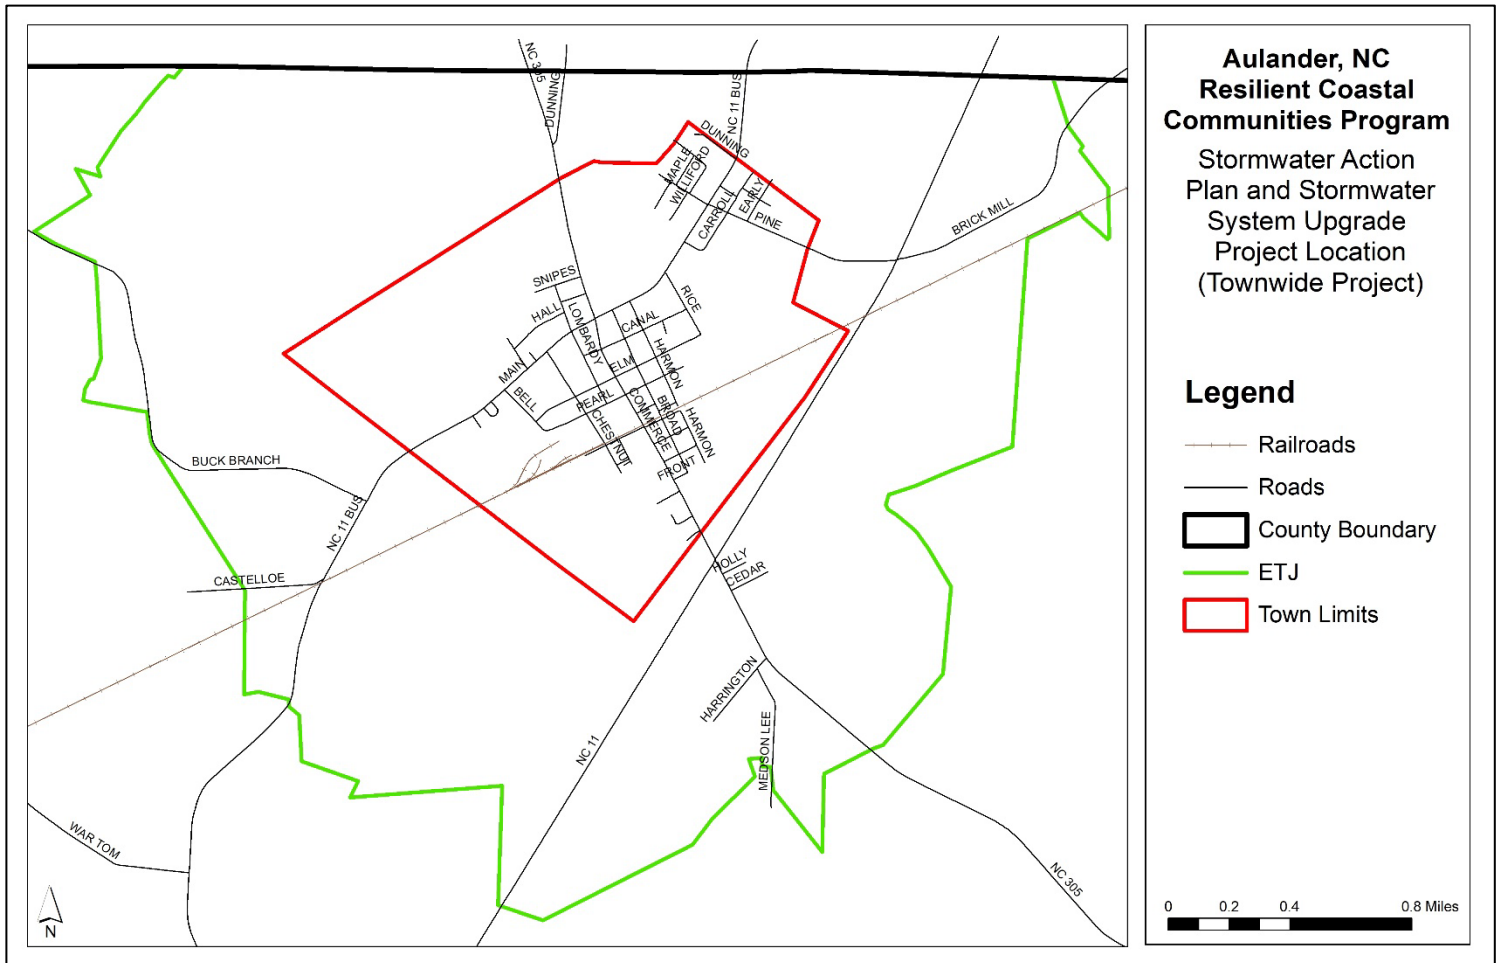 Aulander, NC
Resilient Coastal
Communities Program
Stormwater Action
Plan and Stormwater
System Upgrade
Project Location
(Townwide Project)
Legend
Railroads
Roads
County Boundary
ETJ
Town Limits
0 0.2 0.4 0.8 Miles
NC 305
DUNNING
NC 11 BUS
DUNNING
MAPLE
WILLIFORD
CARROLL
EARLY
PINE
BRICK MILL
SNIPES
HALL
LOMBARDY
CANAL
RICE
MAIN
ELM
HARMON
BELL
PEARL
CHESTNUT
COMMERCE
BROAD
HARMON
FRONT
BUCK BRANCH
NC 11 BUS
CASTELLOE
HOLLY
CEDAR
HARRINGTON
MEDSON LEE
NC 11
WAR TOM
NC 305
N